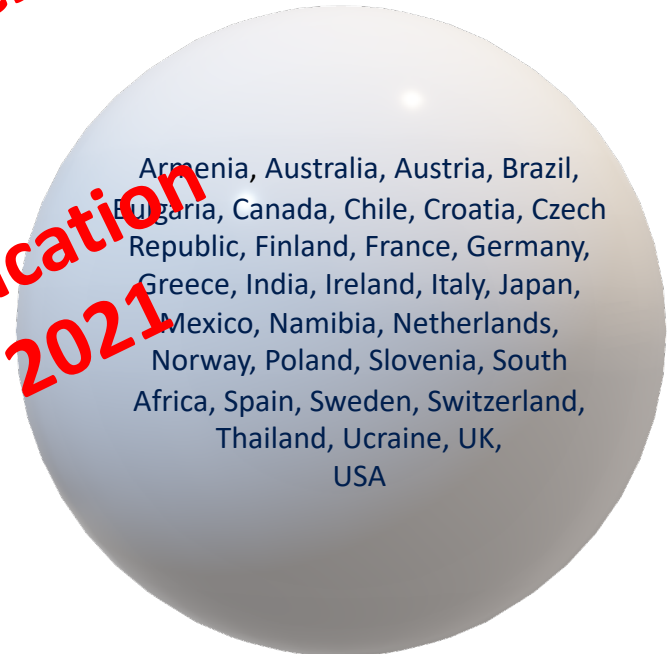 Armenia, Australia, Austria, Brazil,
Bulgaria, Canada, Chile, Croatia, Czech
Republic, Finland, France, Germany,
Greece, India, Ireland, Italy, Japan,
Mexico, Namibia, Netherlands,
Norway, Poland, Slovenia, South
Africa, Spain, Sweden, Switzerland,
Thailand, Ucraine, UK,
USA
2021